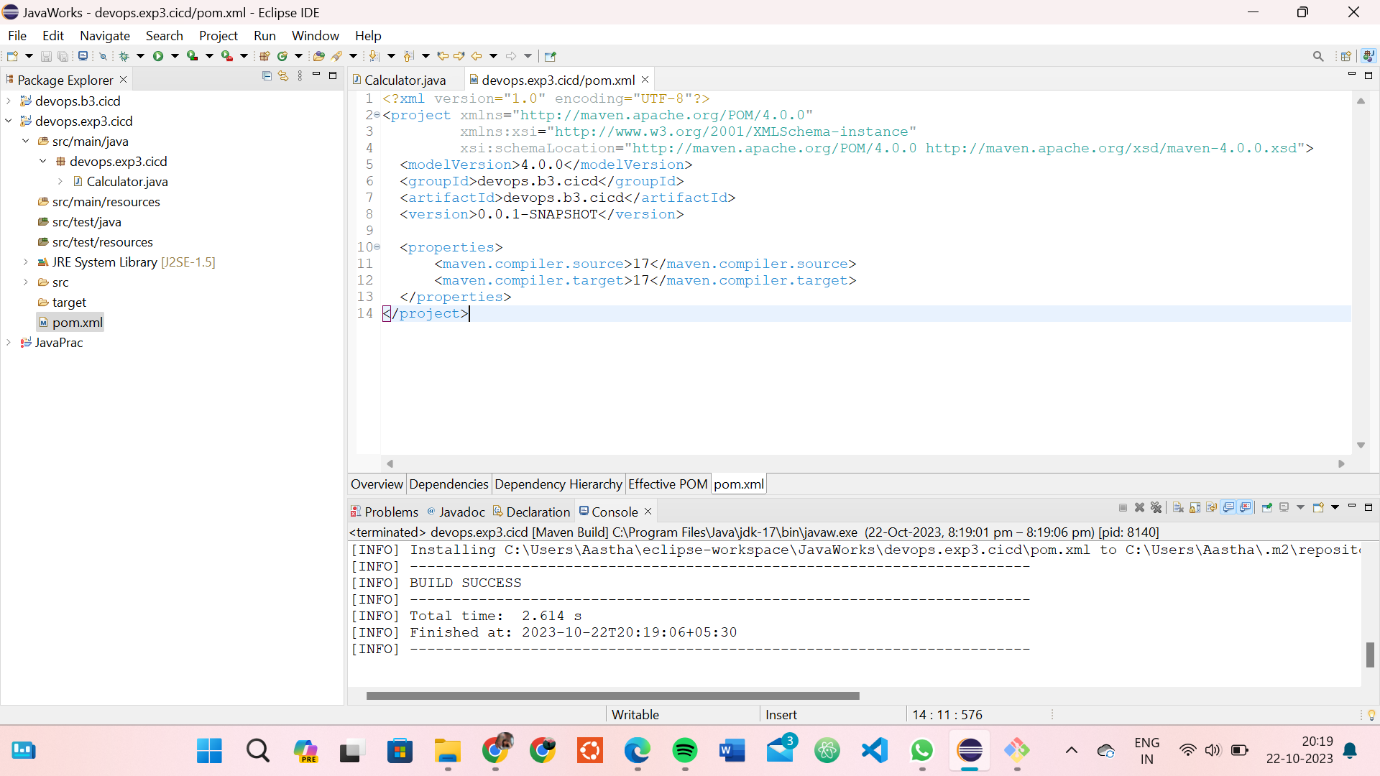 JavaWorks - devops.exp3.cicd/pom.xml - Eclipse IDE
File Edit Navigate Search Project Run Window Help
Package Explorer
devops.b3.cicd
devops.exp3.cicd
src/main/java
devops.exp3.cicd
Calculator.java
src/main/resources
src/test/java
src/test/resources
JRE System Library [J2SE-1.5]
src
target
pom.xml
JavaPrac
Calculator.java devops.exp3.cicd/pom.xml
1 <?xml version="1.0" encoding="UTF-8"?>
2 <project xmlns="http://maven.apache.org/POM/4.0.0"
3 xmlns:xsi="http://www.w3.org/2001/XMLSchema-instance"
4 xsi:schemaLocation="http://maven.apache.org/POM/4.0.0 http://maven.apache.org/xsd/maven-4.0.0.xsd">
5 <modelVersion>4.0.0</modelVersion>
6 <groupId>devops.b3.cicd</groupId>
7 <artifactId>devops.b3.cicd</artifactId>
8 <version>0.0.1-SNAPSHOT</version>
9
10 <properties>
11 <maven.compiler.source>17</maven.compiler.source>
12 <maven.compiler.target>17</maven.compiler.target>
13 </properties>
14 </project>
Overview Dependencies Dependency Hierarchy Effective POM pom.xml
Problems Javadoc Declaration Console
<terminated> devops.exp3.cicd [Maven Build] C:\Program Files\Java\jdk-17\bin\javaw.exe (22-Oct-2023, 8:19:01 pm – 8:19:06 pm) [pid: 8140]
[INFO] Installing C:\Users\Aastha\eclipse-workspace\JavaWorks\devops.exp3.cicd\pom.xml to C:\Users\Aastha\.m2\reposit
[INFO] ------------------------------------------------------------------------
[INFO] BUILD SUCCESS
[INFO] ------------------------------------------------------------------------
[INFO] Total time: 2.614 s
[INFO] Finished at: 2023-10-22T20:19:06+05:30
[INFO] ------------------------------------------------------------------------
Writable Insert 14 : 11 : 576
PRE
3
ENG
IN
20:19
22-10-2023